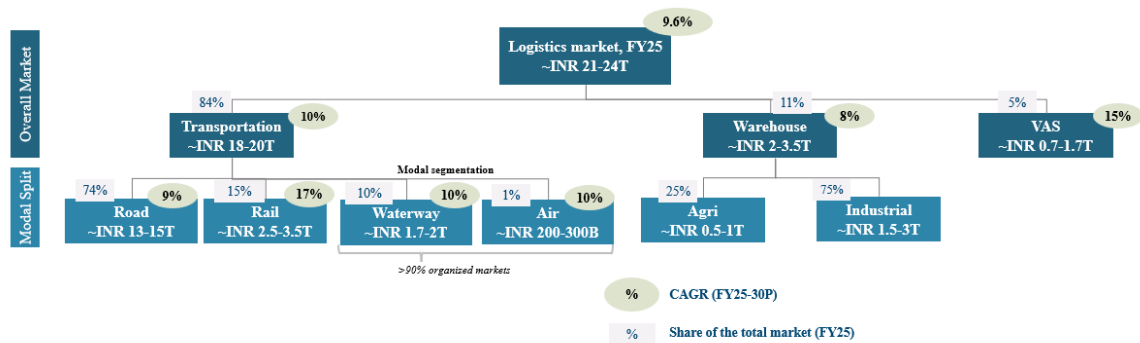 9.6%
Overall Market
Logistics market, FY25
~INR 21-24T
84%
11%
5%
Transportation
~INR 18-20T
10%
Warehouse
~INR 2-3.5T
8%
VAS
~INR 0.7-1.7T
15%
Modal segmentation
Modal Split
74%
Road
~INR 13-15T
9%
15%
Rail
~INR 2.5-3.5T
17%
10%
Waterway
~INR 1.7-2T
10%
1%
Air
~INR 200-300B
10%
25%
Agri
~INR 0.5-1T
75%
Industrial
~INR 1.5-3T
>90% organized markets
% CAGR (FY25-30P)
% Share of the total market (FY25)